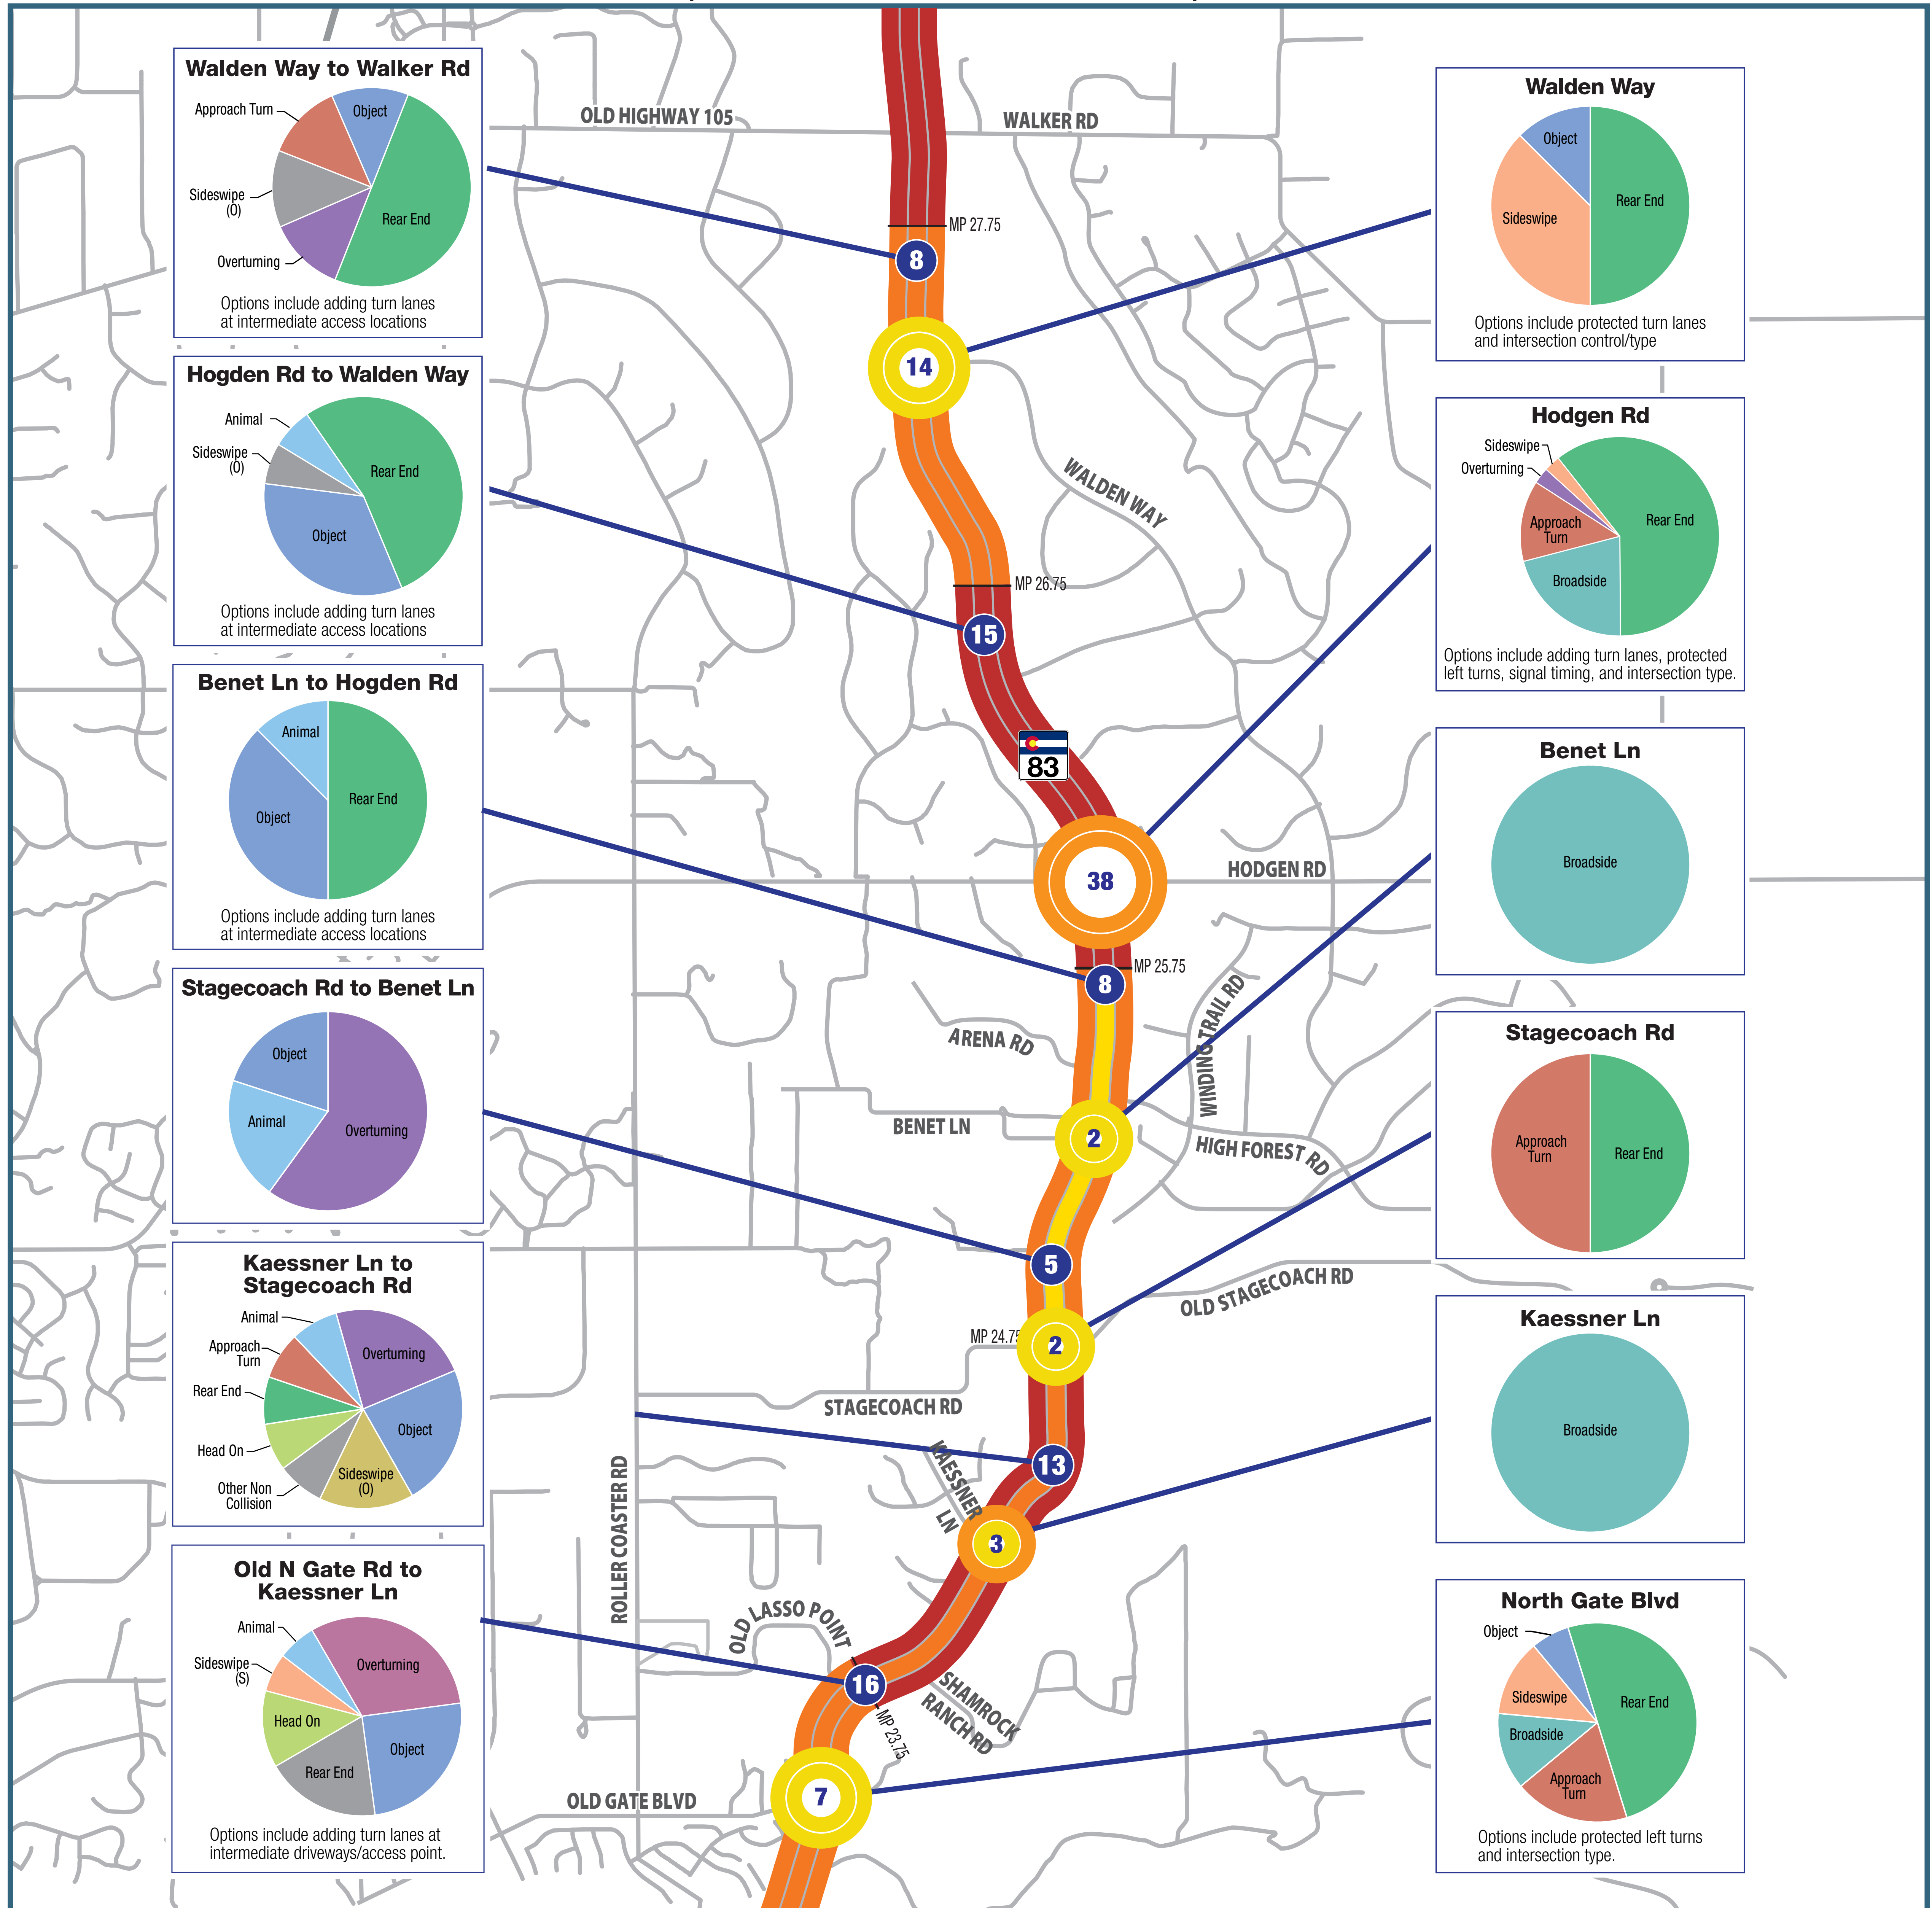 Walden Way to Walker Rd
Approach Turn
Object
Sideswipe
(O)
Rear End
Overturning
Options include adding turn lanes
at intermediate access locations
Hogden Rd to Walden Way
Animal
Sideswipe
(O)
Rear End
Object
Options include adding turn lanes
at intermediate access locations
Benet Ln to Hogden Rd
Animal
Object
Rear End
Options include adding turn lanes
at intermediate access locations
Stagecoach Rd to Benet Ln
Object
Animal
Overturning
Kaessner Ln to
Stagecoach Rd
Animal
Approach
Turn
Overturning
Rear End
Object
Head On
Sideswipe
(O)
Other Non
Collision
Old N Gate Rd to
Kaessner Ln
Animal
Sideswipe
(S)
Overturning
Head On
Object
Rear End
Options include adding turn lanes at
intermediate driveways/access point.
OLD HIGHWAY 105
WALKER RD
MP 27.75
8
14
WALDEN WAY
MP 26.75
15
83
38
HODGEN RD
MP 25.75
8
ARENA RD
WINDING TRAIL RD
BENET LN
2
HIGH FOREST RD
5
OLD STAGECOACH RD
MP 24.75
2
STAGECOACH RD
13
KAESSNER
LN
3
ROLLER COASTER RD
OLD LASSO POINT
16
SHAMROCK
RANCH RD
MP 23.75
7
OLD GATE BLVD
Walden Way
Object
Rear End
Sideswipe
Options include protected turn lanes
and intersection control/type
Hodgen Rd
Sideswipe
Overturning
Rear End
Approach
Turn
Broadside
Options include adding turn lanes, protected
left turns, signal timing, and intersection type.
Benet Ln
Broadside
Stagecoach Rd
Approach
Turn
Rear End
Kaessner Ln
Broadside
North Gate Blvd
Object
Sideswipe
Rear End
Broadside
Approach
Turn
Options include protected left turns
and intersection type.